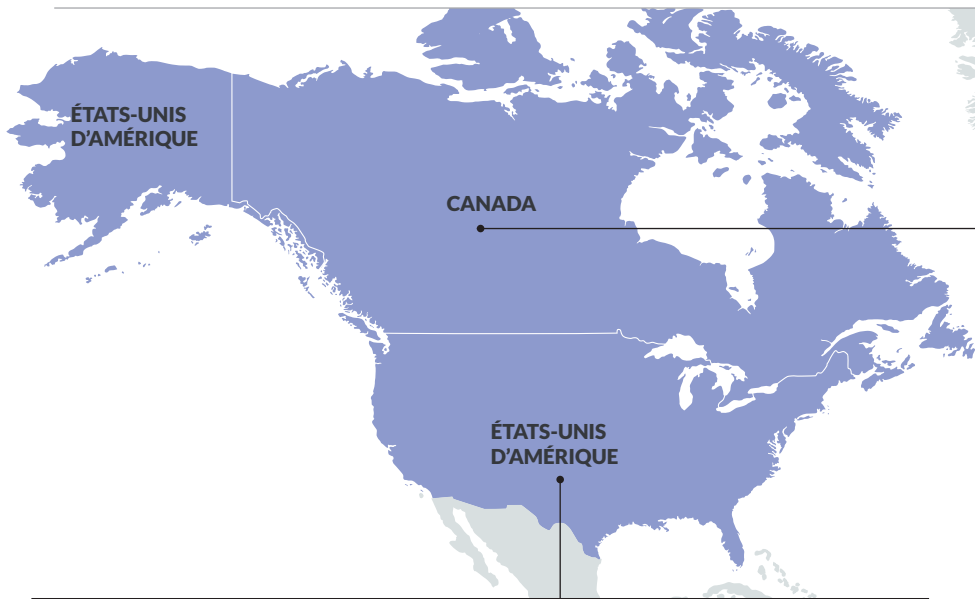 ÉTATS-UNIS
D'AMÉRIQUE
CANADA
ÉTATS-UNIS
D'AMÉRIQUE